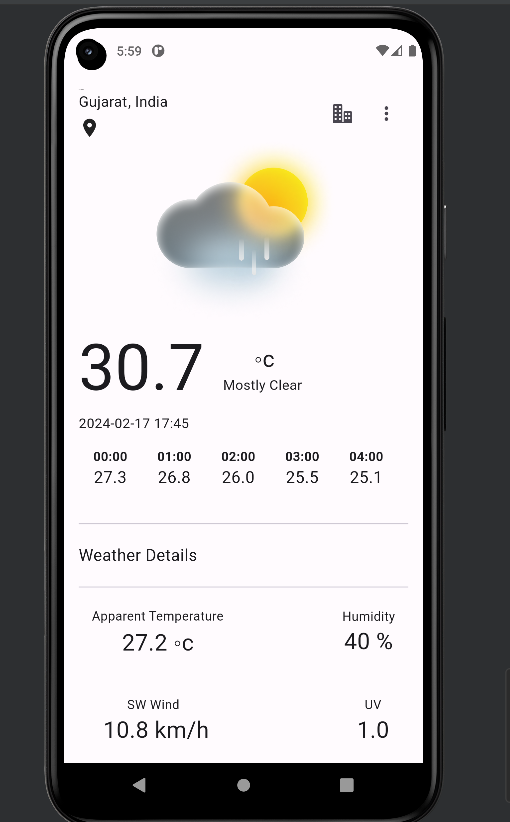 5:59
Gujarat, India
30.7 °C
Mostly Clear
2024-02-17 17:45
00:00 01:00 02:00 03:00 04:00
27.3 26.8 26.0 25.5 25.1
Weather Details
Apparent Temperature Humidity
27.2 °C 40 %
SW Wind UV
10.8 km/h 1.0